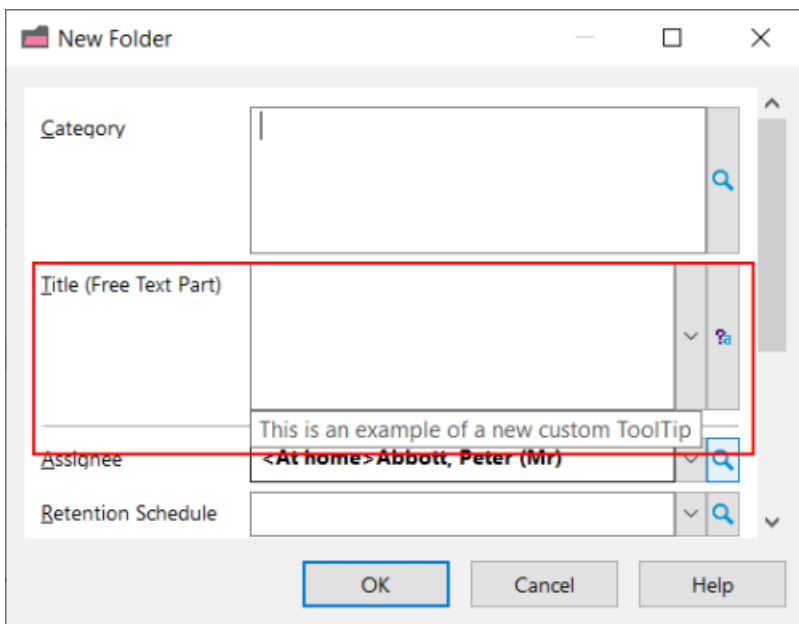 New Folder
Category
Title (Free Text Part)
This is an example of a new custom ToolTip
Assignee
<At home>Abbott, Peter (Mr)
Retention Schedule
OK
Cancel
Help